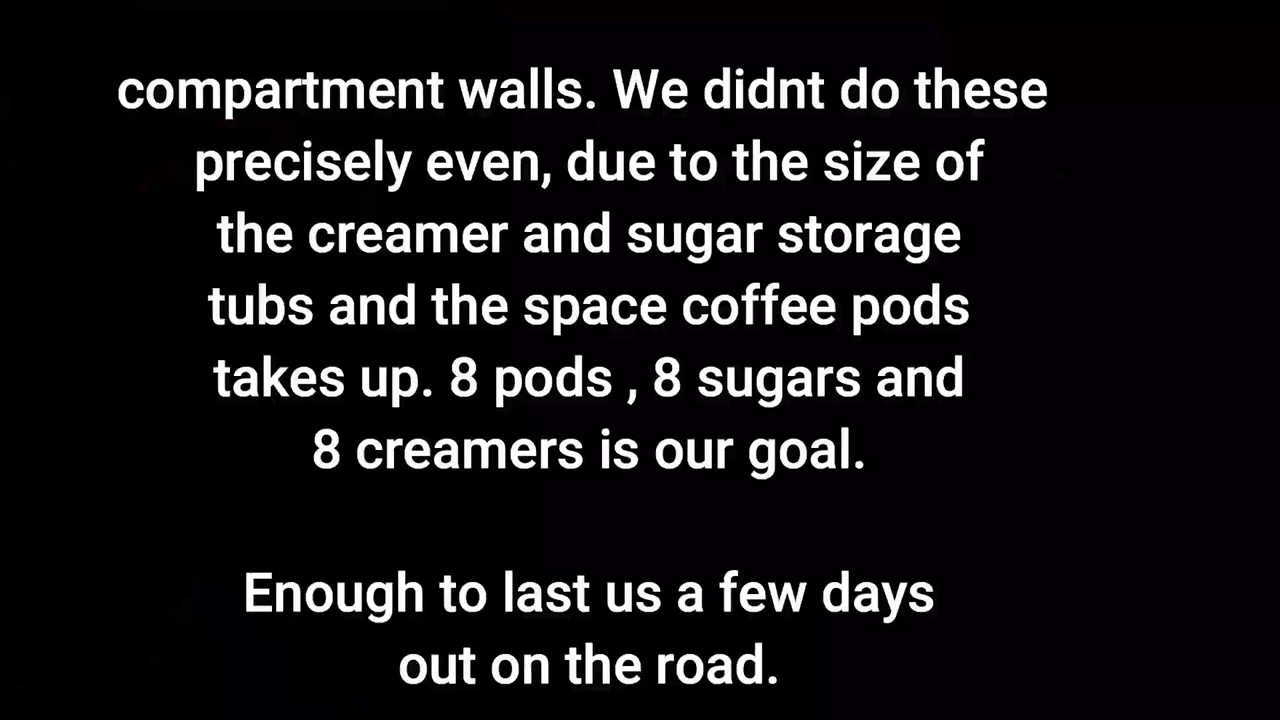 compartment walls. We didnt do these
precisely even, due to the size of
the creamer and sugar storage
tubs and the space coffee pods
takes up. 8 pods , 8 sugars and
8 creamers is our goal.
Enough to last us a few days
out on the road.